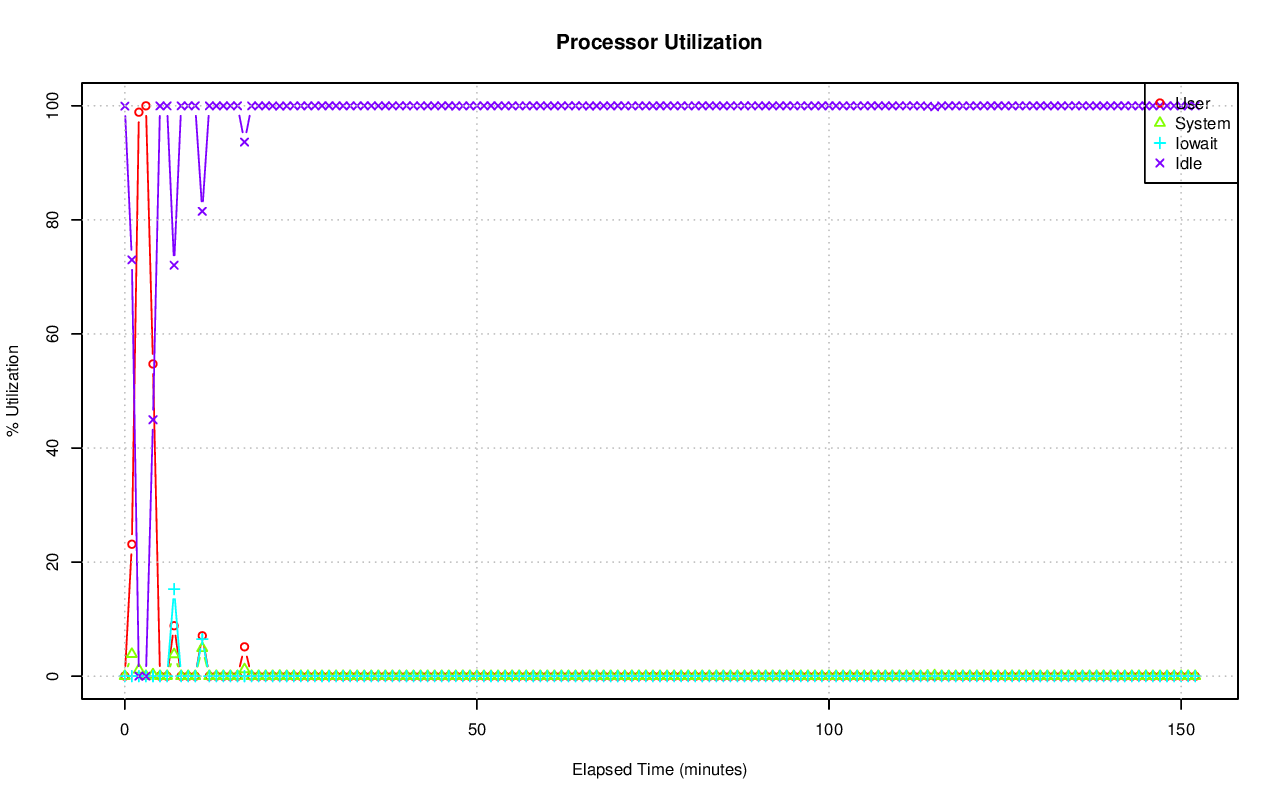 Processor Utilization
100
80
60
40
20
0
% Utilization
User
System
Iowait
Idle
0 50 100 150
Elapsed Time (minutes)